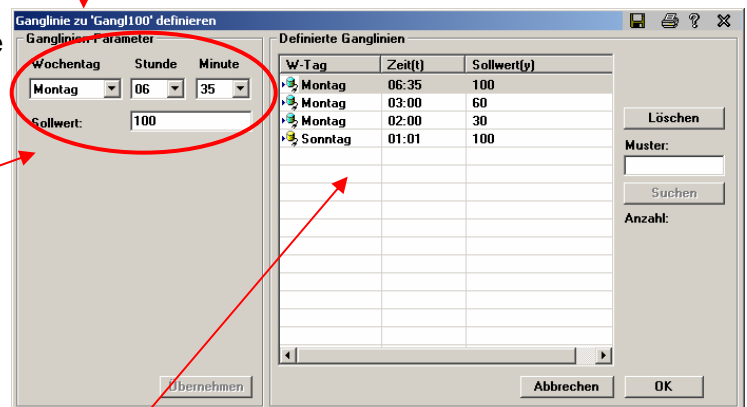 Ganglinie zu 'Gangl100' definieren
e
Ganglinien Parameter
Wochentag Stunde Minute
Montag 06 35
Sollwert: 100
Übernehmen
Definierte Ganglinien
W-Tag Zeit(t) Sollwert(y)
Montag 06:35 100
Montag 03:00 60
Montag 02:00 30
Sonntag 01:01 100
Löschen
Muster:
Suchen
Anzahl:
Abbrechen OK